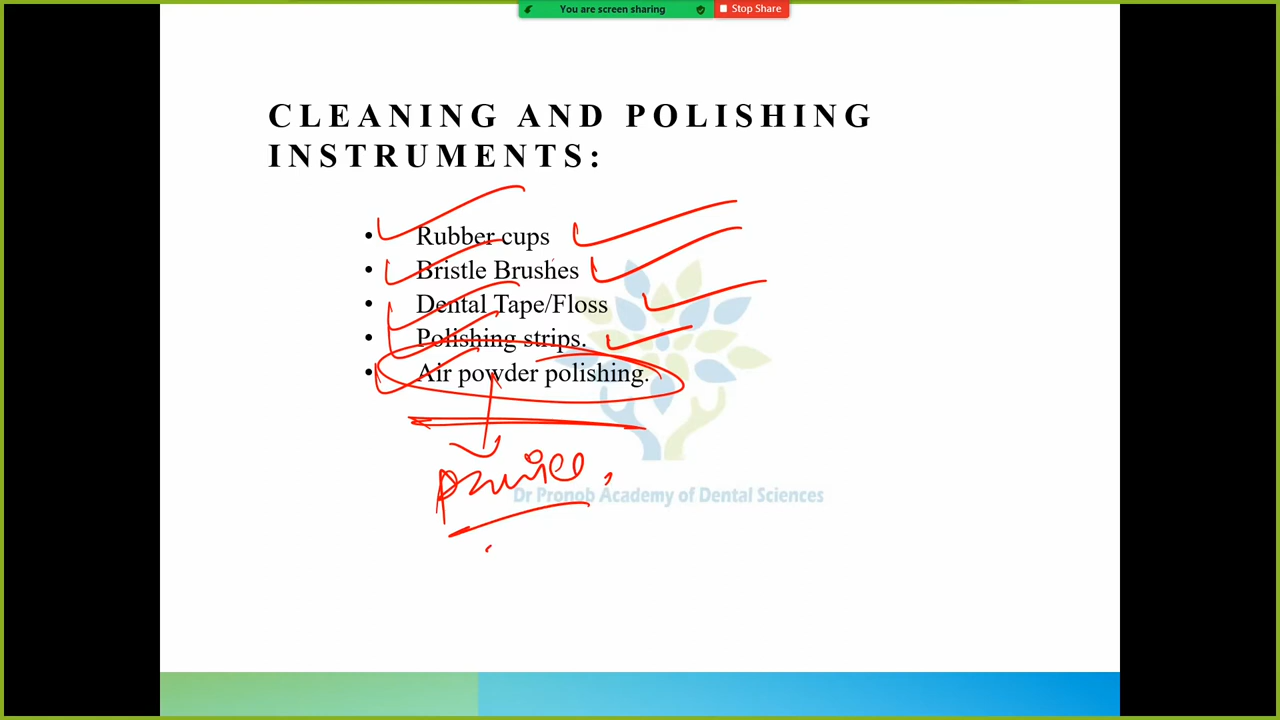 You are screen sharing Stop Share
CLEANING AND POLISHING
INSTRUMENTS:
• Rubber cups
• Bristle Brushes
• Dental Tape/Floss
• Polishing strips.
• Air powder polishing.
Dr Pronob Academy of Dental Sciences